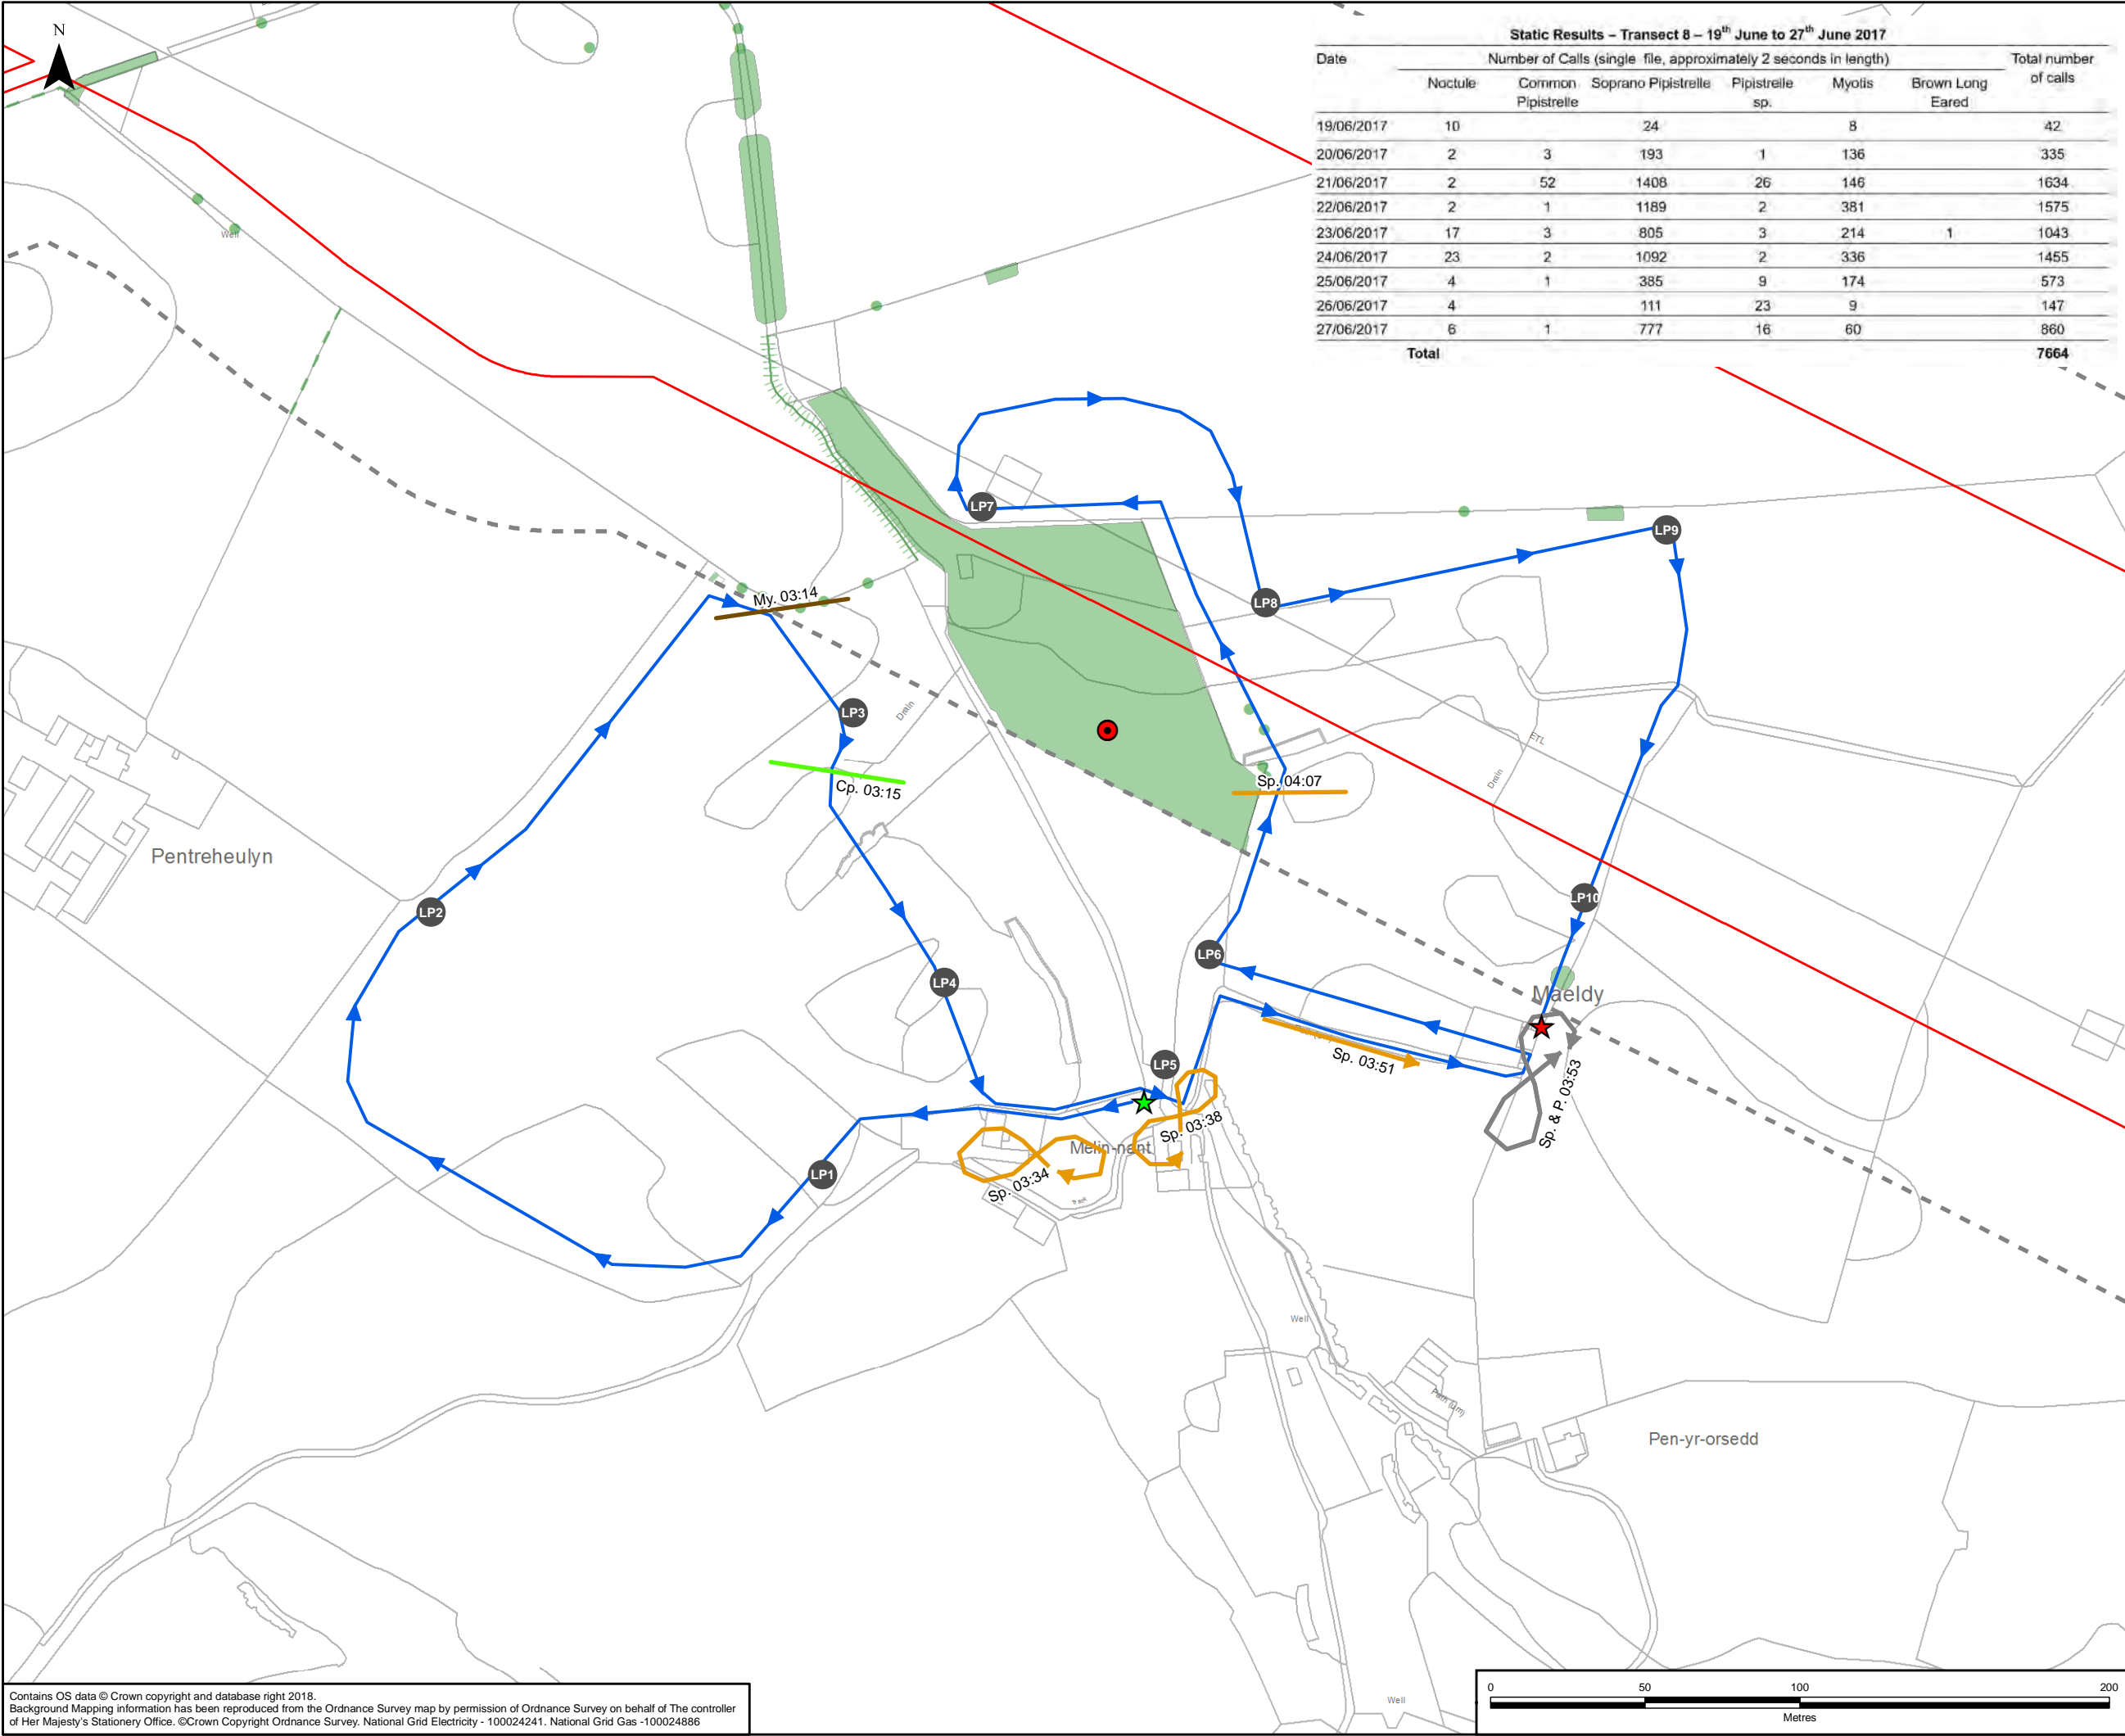 N
Static Results – Transect 8 – 19th June to 27th June 2017
Date Number of Calls (single file, approximately 2 seconds in length) Total number of calls
Noctule Common Pipistrelle Soprano Pipistrelle Pipistrelle sp. Myotis Brown Long Eared
19/06/2017 10 24 8 42
20/06/2017 2 3 193 1 136 335
21/06/2017 2 52 1408 26 146 1634
22/06/2017 2 1 1189 2 381 1575
23/06/2017 17 3 805 3 214 1 1043
24/06/2017 23 2 1092 2 336 1455
25/06/2017 4 1 385 9 174 573
26/06/2017 4 111 23 9 147
27/06/2017 6 1 777 16 60 860
Total 7664
Well
LP7
LP9
My. 03:14
LP8
LP3
Drain
ETL
Cp. 03:15
Sp. 04:07
Drain
Pentreheulyn
LP2
LP10
LP6
LP4
Maeldy
Sp. 03:51
LP5
Sp. & P. 03:53
Sp. 03:38
Melin-nant
LP1
Sp. 03:34
Well
Path (um)
Pen-yr-orsedd
Well
Contains OS data © Crown copyright and database right 2018.
Background Mapping information has been reproduced from the Ordnance Survey map by permission of Ordnance Survey on behalf of The controller
of Her Majesty's Stationery Office. ©Crown Copyright Ordnance Survey. National Grid Electricity - 100024241. National Grid Gas -100024886
0 50 100 200
Metres